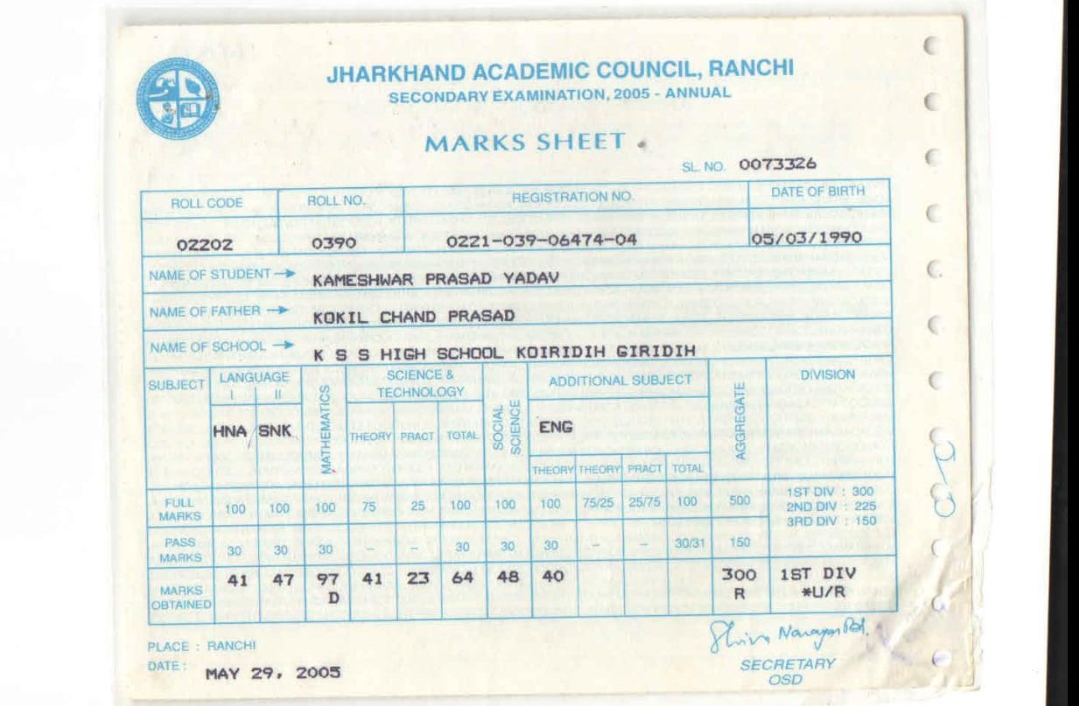 JHARKHAND ACADEMIC COUNCIL, RANCHI
SECONDARY EXAMINATION, 2005 - ANNUAL
MARKS SHEET
SL. NO. 0073326
ROLL CODE ROLL NO. REGISTRATION NO. DATE OF BIRTH
02202 0390 0221-039-06474-04 05/03/1990
NAME OF STUDENT → KAMESHWAR PRASAD YADAV
NAME OF FATHER → KOKIL CHAND PRASAD
NAME OF SCHOOL → K S S HIGH SCHOOL KOIRIDIH GIRIDIH
SUBJECT LANGUAGE I II MATHEMATICS SCIENCE & TECHNOLOGY SOCIAL SCIENCE ADDITIONAL SUBJECT AGGREGATE DIVISION
HNA SNK THEORY PRACT TOTAL ENG
THEORY THEORY PRACT TOTAL
FULL MARKS 100 100 100 75 25 100 100 100 75/25 25/75 100 500 1ST DIV : 300
2ND DIV : 225
3RD DIV : 150
PASS MARKS 30 30 30 – – 30 30 30 – – 30/31 150
MARKS OBTAINED 41 47 97 D 41 23 64 48 40 300 R 1ST DIV
*U/R
PLACE : RANCHI
DATE : MAY 29, 2005
SECRETARY
OSD